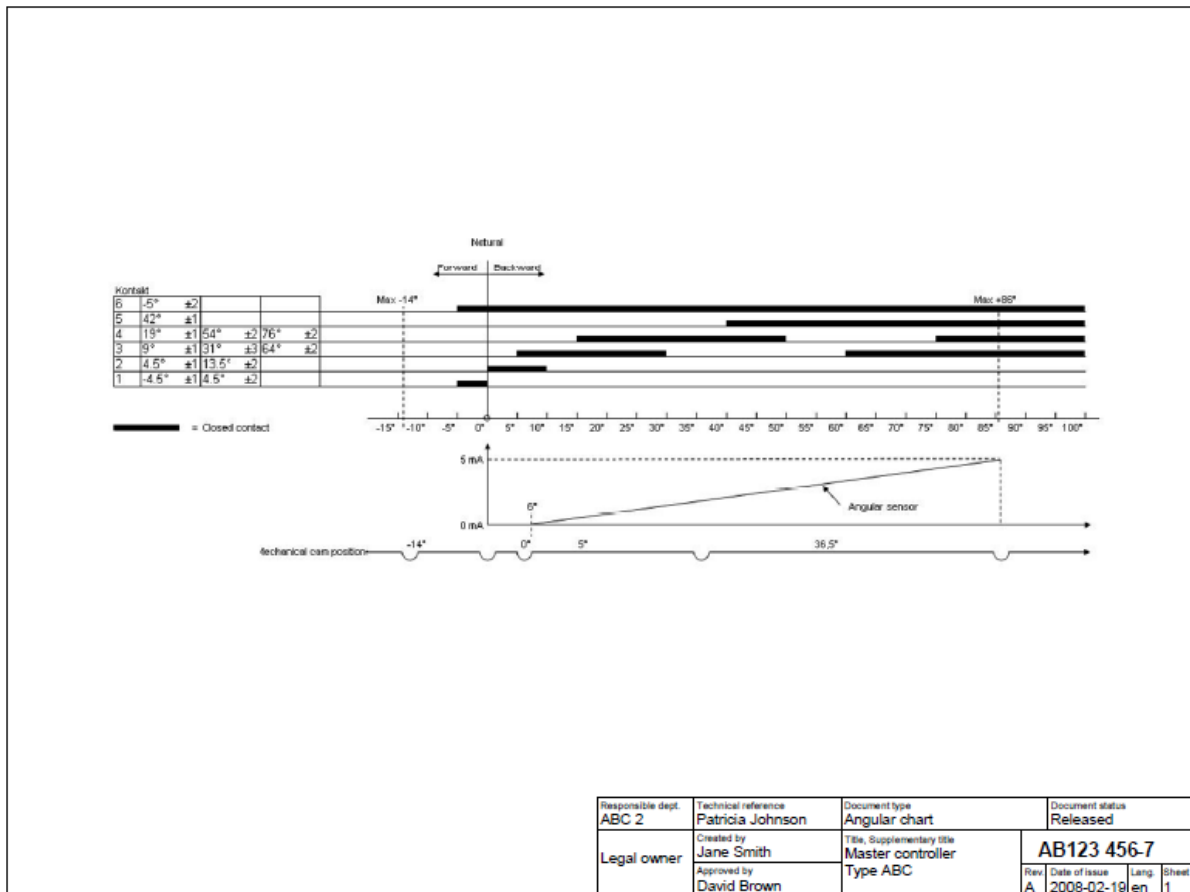 Netural
Forward Backward
Kontakt
Max -14° Max +86°
6 -5° ±2
5 42° ±1
4 19° ±1 54° ±2 76° ±2
3 9° ±1 31° ±3 64° ±2
2 4.5° ±1 13.5° ±2
1 -4.5° ±1 4.5° ±2
= Closed contact
-15° -10° -5° 0° 5° 10° 15° 20° 25° 30° 35° 40° 45° 50° 55° 60° 65° 70° 75° 80° 85° 90° 95° 100°
5 mA
6°
Angular sensor
0 mA
-14° 0° 5° 36,5°
Mechanical cam position
Responsible dept. Technical reference Document type Document status
ABC 2 Patricia Johnson Angular chart Released
Legal owner
Created by
Jane Smith
Approved by
David Brown
Title, Supplementary title
Master controller
Type ABC
AB123 456-7
Rev. Date of issue Lang. Sheet
A 2008-02-19 en 1